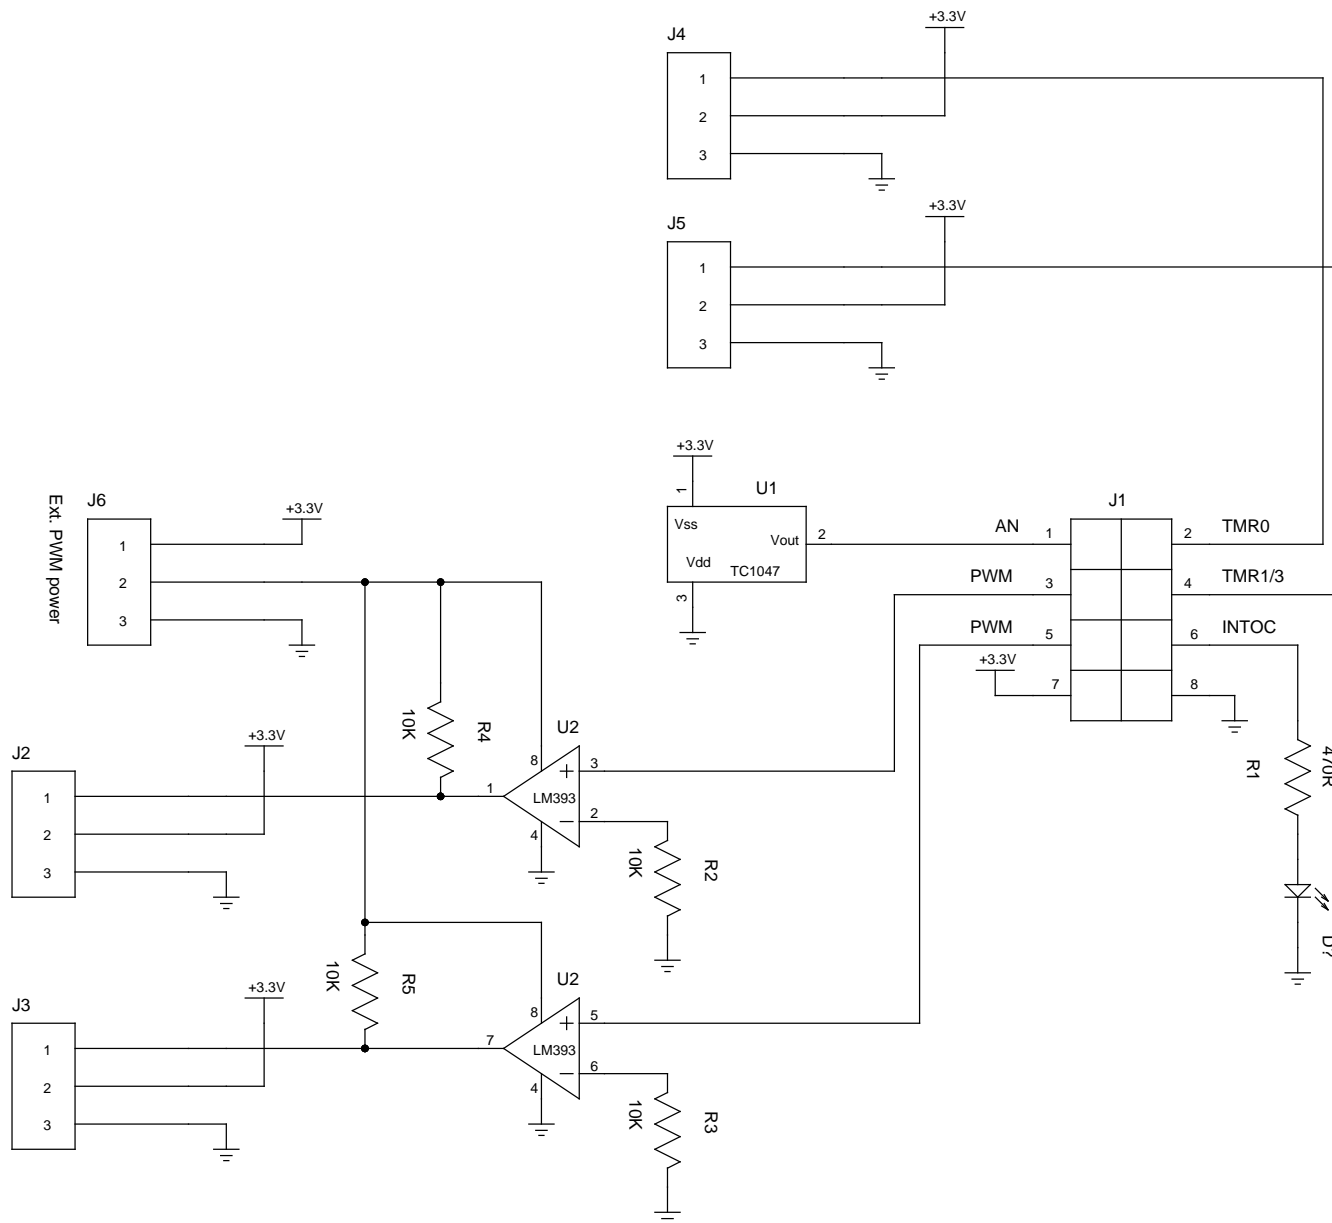 +3.3V
J4
1
2
3
+3.3V
J5
1
2
3
+3.3V
1
U1
Vss
Vout
Vdd
TC1047
2
3
J1
AN
1
2
TMR0
PWM
3
4
TMR1/3
PWM
5
6
INTOC
+3.3V
7
8
470R
R1
D?
Ext. PWM power
J6
+3.3V
1
2
3
10K
R4
U2
8
+
3
LM393
1
2
4
10K
R2
J2
+3.3V
1
2
3
10K
R5
U2
8
+
5
LM393
7
6
4
10K
R3
J3
+3.3V
1
2
3